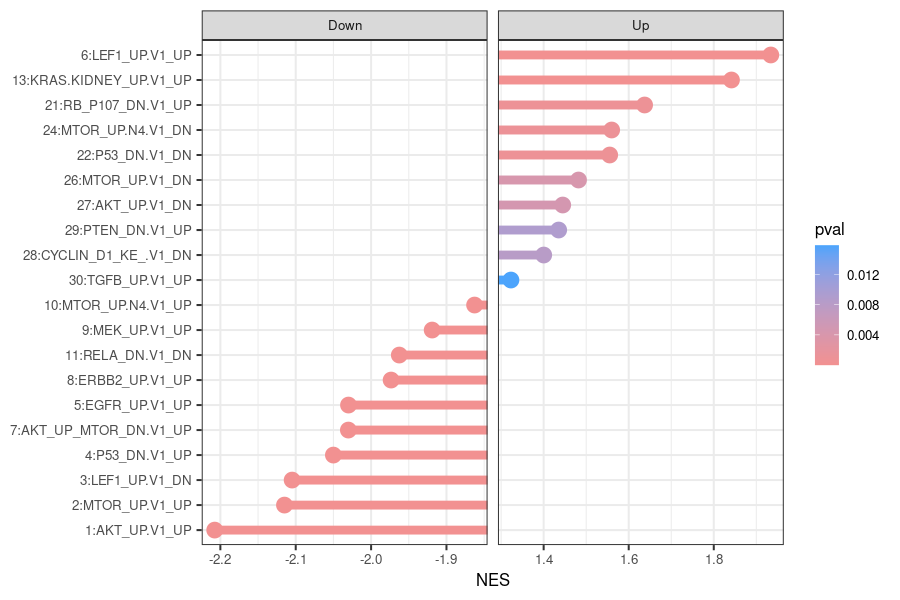 Down
Up
6:LEF1_UP.V1_UP
13:KRAS.KIDNEY_UP.V1_UP
21:RB_P107_DN.V1_UP
24:MTOR_UP.N4.V1_DN
22:P53_DN.V1_DN
26:MTOR_UP.V1_DN
27:AKT_UP.V1_DN
29:PTEN_DN.V1_UP
28:CYCLIN_D1_KE_.V1_DN
30:TGFB_UP.V1_UP
10:MTOR_UP.N4.V1_UP
9:MEK_UP.V1_UP
11:RELA_DN.V1_DN
8:ERBB2_UP.V1_UP
5:EGFR_UP.V1_UP
7:AKT_UP_MTOR_DN.V1_UP
4:P53_DN.V1_UP
3:LEF1_UP.V1_DN
2:MTOR_UP.V1_UP
1:AKT_UP.V1_UP
-2.2 -2.1 -2.0 -1.9
1.4 1.6 1.8
NES
pval
0.012
0.008
0.004